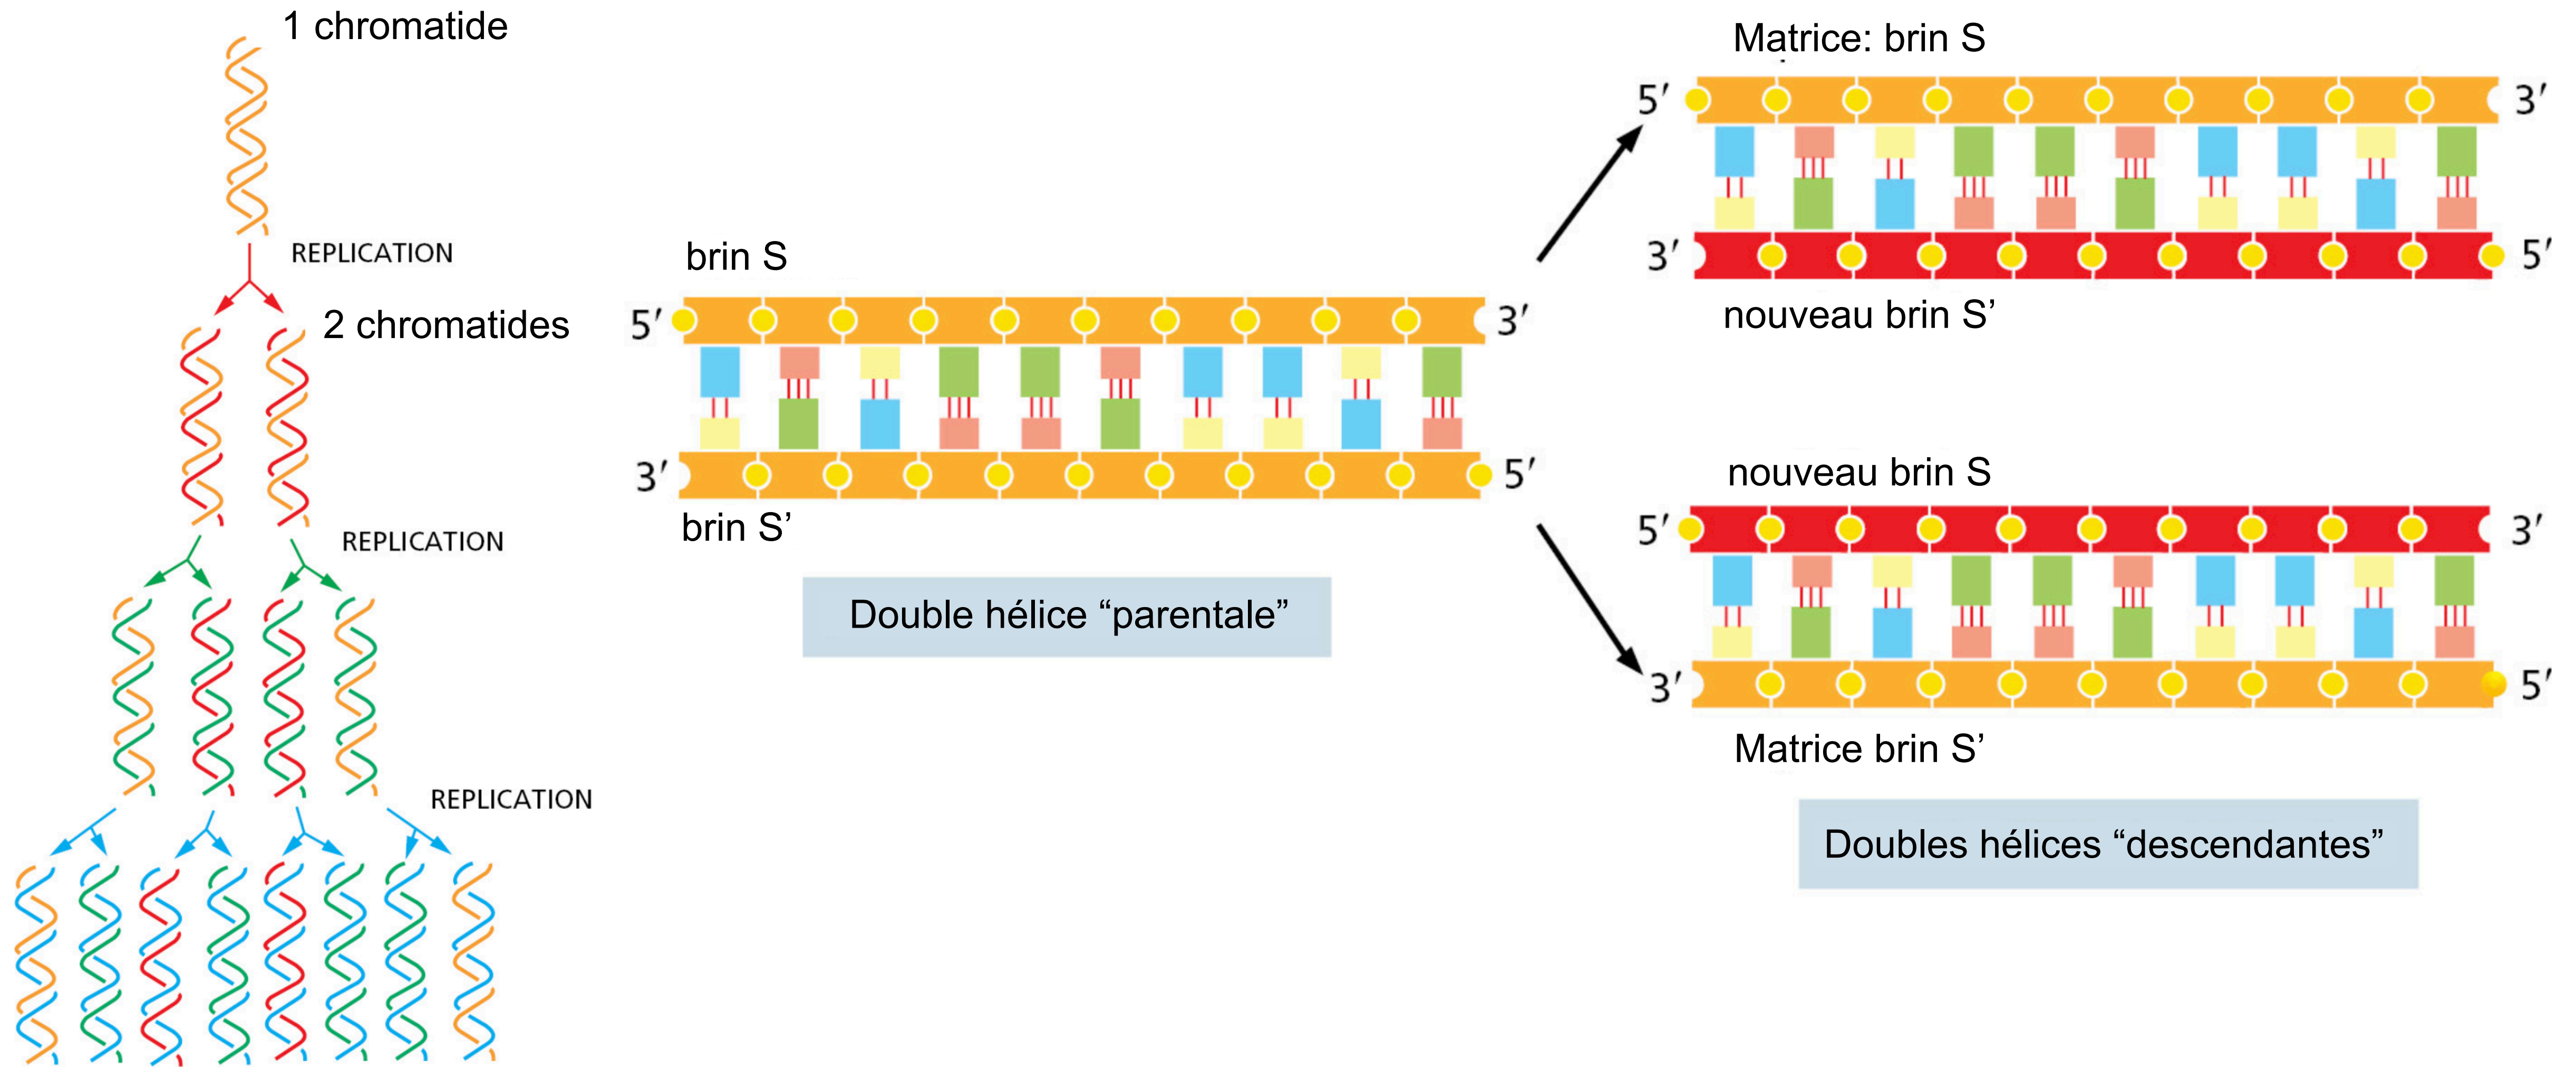 1 chromatide
REPLICATION
2 chromatides
REPLICATION
REPLICATION
brin S
5′ 3′
3′ 5′
brin S’
Double hélice “parentale”
Matrice: brin S
5′ 3′
3′ 5′
nouveau brin S’
nouveau brin S
5′ 3′
3′ 5′
Matrice brin S’
Doubles hélices “descendantes”